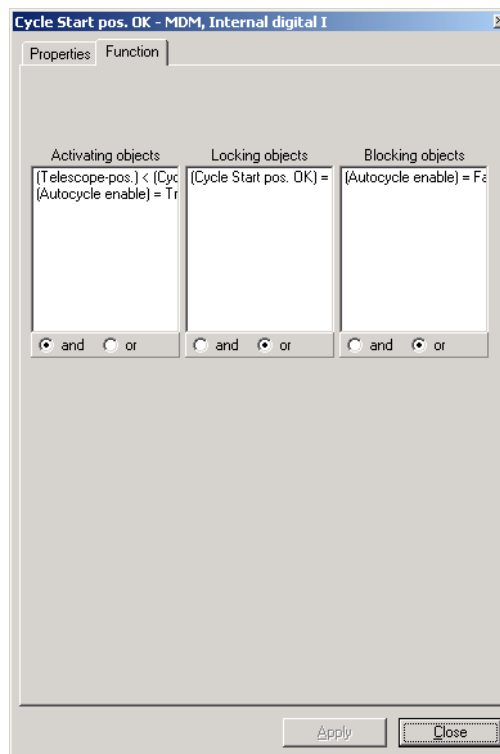 Cycle Start pos. OK - MDM, Internal digital I
Properties Function
Activating objects Locking objects Blocking objects
(Telescope-pos.) < (Cyc (Cycle Start pos. OK) = (Autocycle enable) = Fa
(Autocycle enable) = Tr
and or and or and or
Apply Close